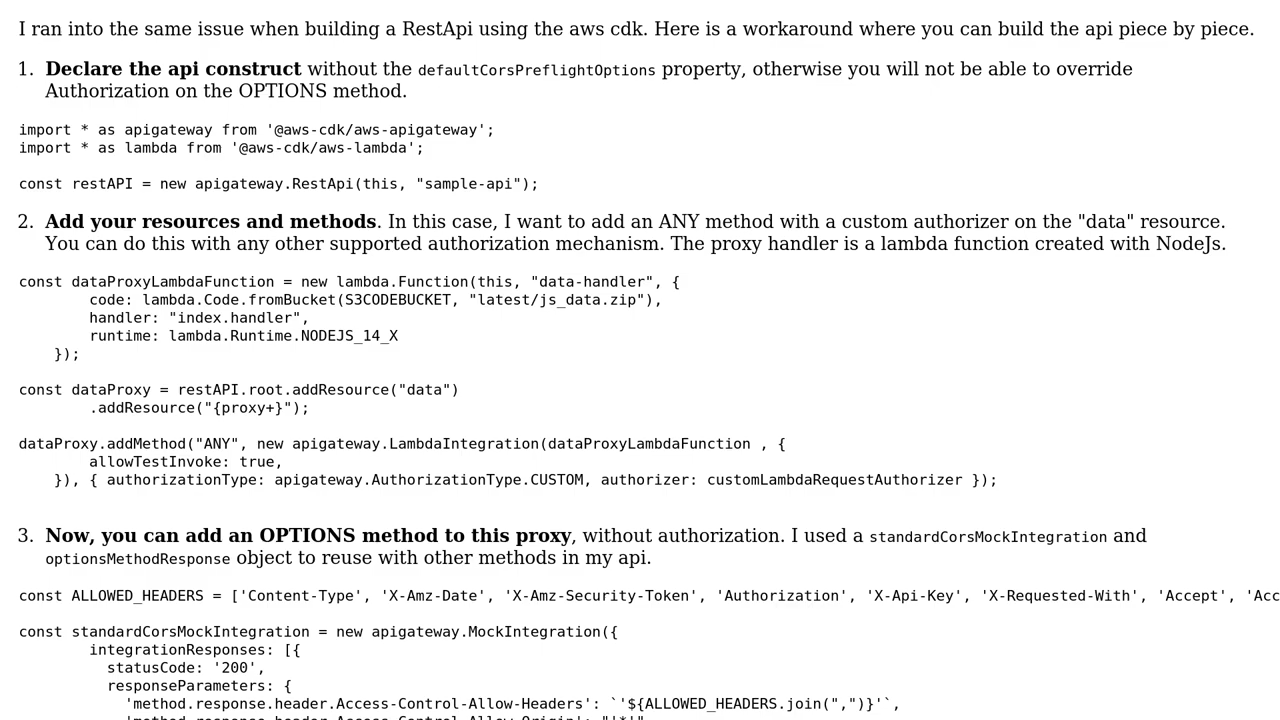 I ran into the same issue when building a RestApi using the aws cdk. Here is a workaround where you can build the api piece by piece.
1. Declare the api construct without the defaultCorsPreflightOptions property, otherwise you will not be able to override
Authorization on the OPTIONS method.
import * as apigateway from '@aws-cdk/aws-apigateway';
import * as lambda from '@aws-cdk/aws-lambda';
const restAPI = new apigateway.RestApi(this, "sample-api");
2. Add your resources and methods. In this case, I want to add an ANY method with a custom authorizer on the "data" resource.
You can do this with any other supported authorization mechanism. The proxy handler is a lambda function created with NodeJs.
const dataProxyLambdaFunction = new lambda.Function(this, "data-handler", {
        code: lambda.Code.fromBucket(S3CODEBUCKET, "latest/js_data.zip"),
        handler: "index.handler",
        runtime: lambda.Runtime.NODEJS_14_X
    });
const dataProxy = restAPI.root.addResource("data")
        .addResource("{proxy+}");
dataProxy.addMethod("ANY", new apigateway.LambdaIntegration(dataProxyLambdaFunction , {
        allowTestInvoke: true,
    }), { authorizationType: apigateway.AuthorizationType.CUSTOM, authorizer: customLambdaRequestAuthorizer });
3. Now, you can add an OPTIONS method to this proxy, without authorization. I used a standardCorsMockIntegration and
optionsMethodResponse object to reuse with other methods in my api.
const ALLOWED_HEADERS = ['Content-Type', 'X-Amz-Date', 'X-Amz-Security-Token', 'Authorization', 'X-Api-Key', 'X-Requested-With', 'Accept', 'Acc
const standardCorsMockIntegration = new apigateway.MockIntegration({
        integrationResponses: [{
          statusCode: '200',
          responseParameters: {
            'method.response.header.Access-Control-Allow-Headers': `'${ALLOWED_HEADERS.join(",")}'`,
            'method.response.header.Access-Control-Allow-Origin': "'*'"